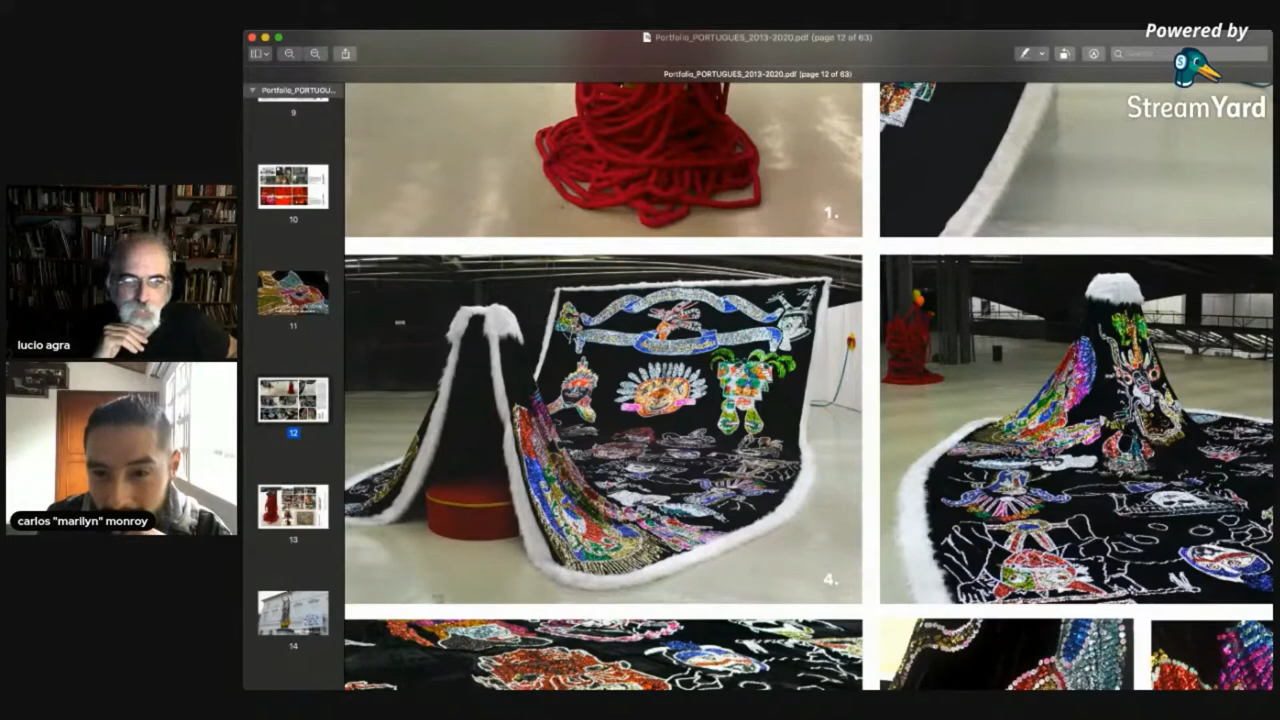 Powered by
StreamYard
Portfolio_PORTUGUES_2013-2020.pdf (page 12 of 63)
Portfolio_PORTUGUES_2013-2020.pdf (page 12 of 63)
Portfolio_PORTUGU...
9
10
11
12
13
14
1.
4.
lucio agra
carlos "marilyn" monroy